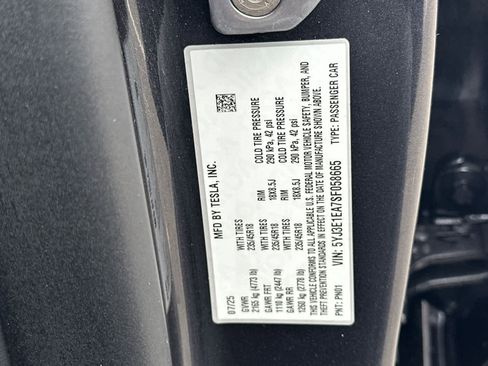 MFD BY TESLA, INC.
07/25
GVWR
2165 kg (4773 lb)
GAWR FRT WITH TIRES RIM COLD TIRE PRESSURE
1110 kg (2447 lb) 235/45R18 18X8.5J 290 kPa, 42 psi
GAWR RR WITH TIRES RIM COLD TIRE PRESSURE
1260 kg (2778 lb) 235/45R18 18X8.5J 290 kPa, 42 psi
THIS VEHICLE CONFORMS TO ALL APPLICABLE U.S. FEDERAL MOTOR VEHICLE SAFETY, BUMPER, AND
THEFT PREVENTION STANDARDS IN EFFECT ON THE DATE OF MANUFACTURE SHOWN ABOVE.
VIN: 5YJ3E1EA7SF058665
PNT: PN01 TYPE: PASSENGER CAR